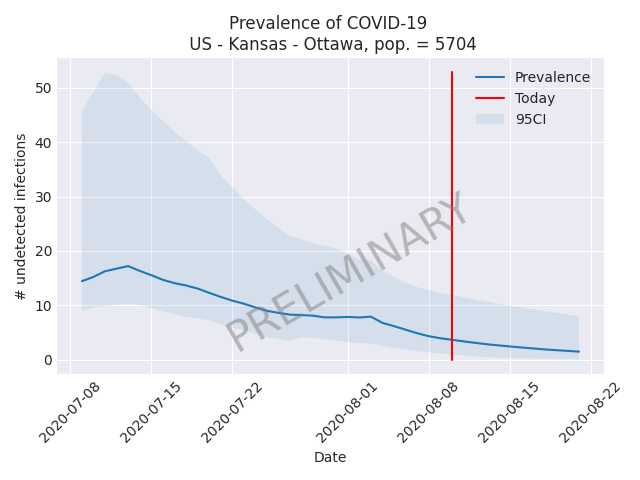 Prevalence of COVID-19
US - Kansas - Ottawa, pop. = 5704
# undetected infections
50
40
30
20
10
0
Prevalence
Today
95CI
PRELIMINARY
2020-07-08
2020-07-15
2020-07-22
2020-08-01
2020-08-08
2020-08-15
2020-08-22
Date